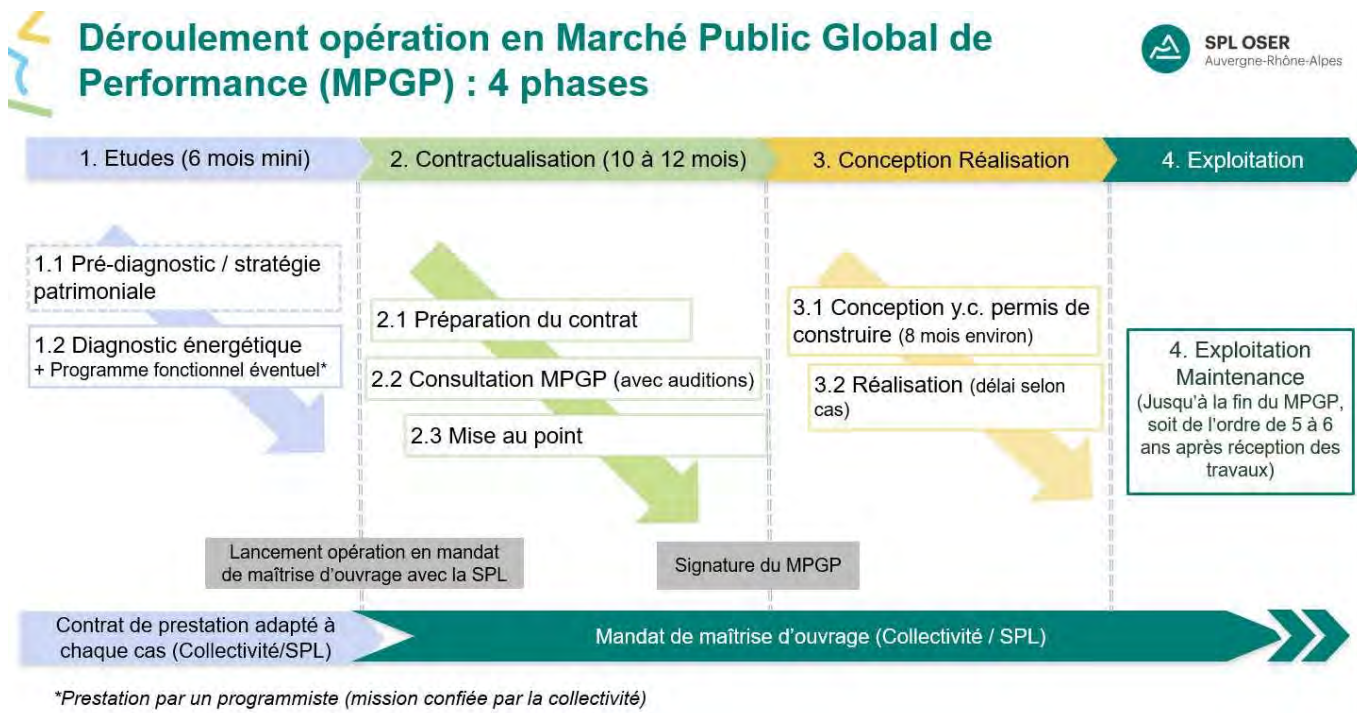 Déroulement opération en Marché Public Global de
Performance (MPGP) : 4 phases
SPL OSER
Auvergne-Rhône-Alpes
1. Etudes (6 mois mini)
2. Contractualisation (10 à 12 mois)
3. Conception Réalisation
4. Exploitation
1.1 Pré-diagnostic / stratégie
patrimoniale
1.2 Diagnostic énergétique
+ Programme fonctionnel éventuel*
2.1 Préparation du contrat
2.2 Consultation MPGP (avec auditions)
2.3 Mise au point
3.1 Conception y.c. permis de
construire (8 mois environ)
3.2 Réalisation (délai selon
cas)
4. Exploitation
Maintenance
(Jusqu'à la fin du MPGP,
soit de l'ordre de 5 à 6
ans après réception des
travaux)
Lancement opération en mandat
de maîtrise d'ouvrage avec la SPL
Signature du MPGP
Contrat de prestation adapté à
chaque cas (Collectivité/SPL)
Mandat de maîtrise d'ouvrage (Collectivité / SPL)
*Prestation par un programmiste (mission confiée par la collectivité)